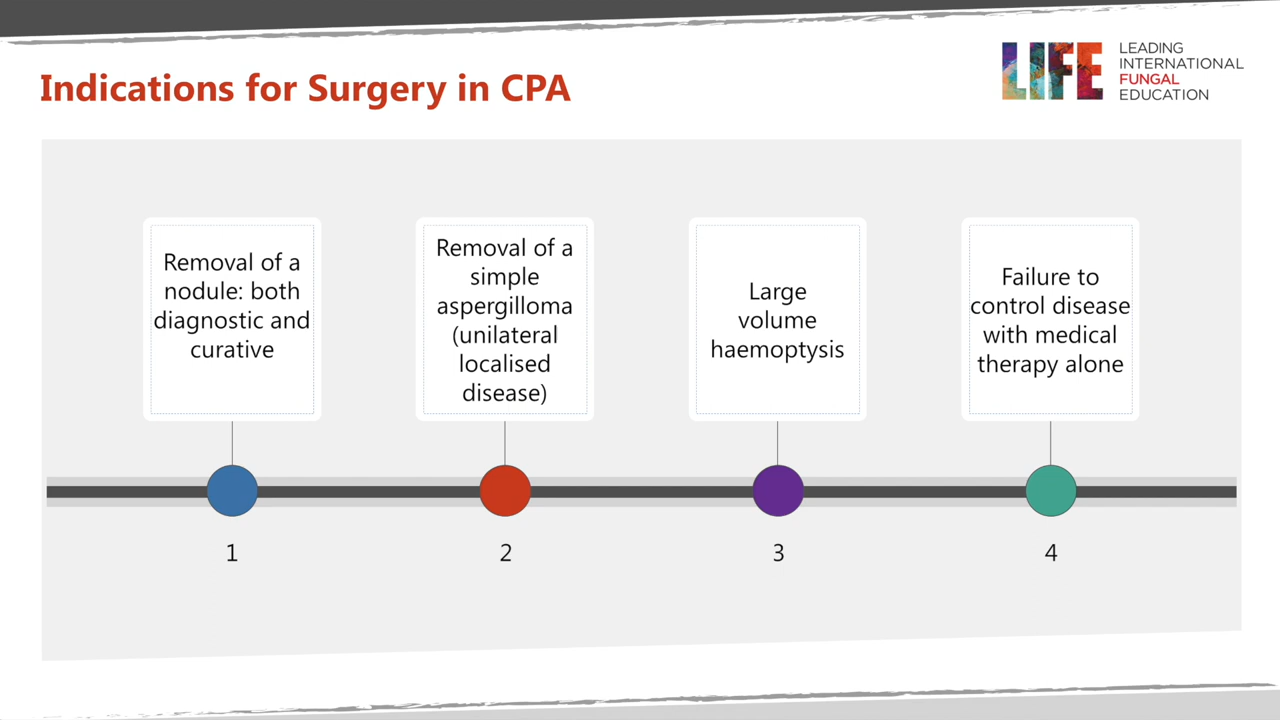 Indications for Surgery in CPA
LIFE
LEADING
INTERNATIONAL
FUNGAL
EDUCATION
Removal of a
nodule: both
diagnostic and
curative
Removal of a
simple
aspergilloma
(unilateral
localised
disease)
Large
volume
haemoptysis
Failure to
control disease
with medical
therapy alone
1
2
3
4